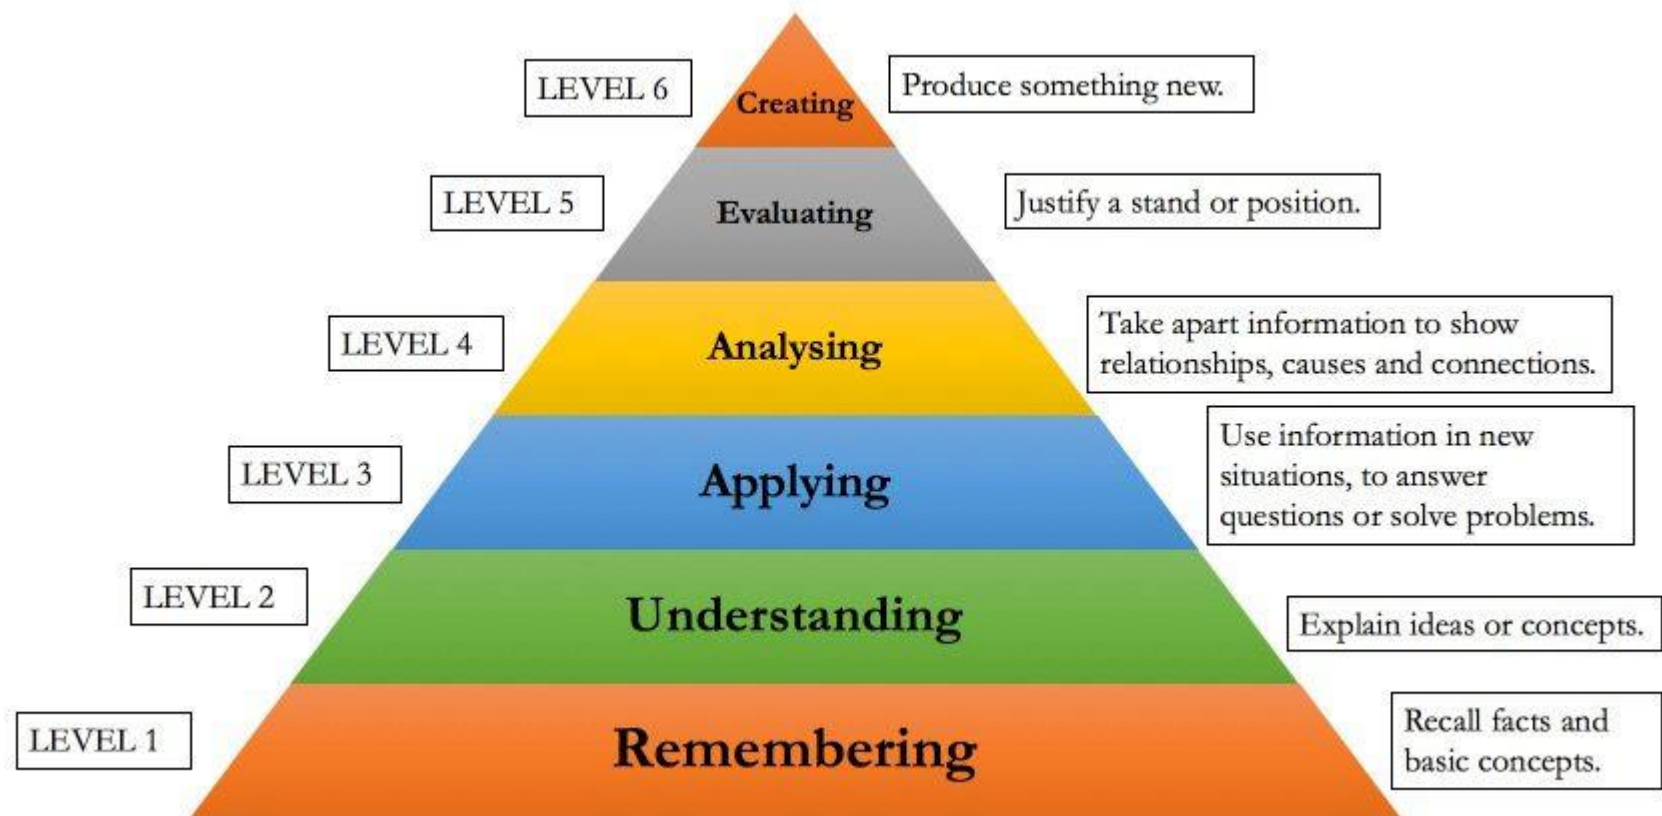 LEVEL 6
Creating
Produce something new.
LEVEL 5
Evaluating
Justify a stand or position.
LEVEL 4
Analysing
Take apart information to show
relationships, causes and connections.
LEVEL 3
Applying
Use information in new
situations, to answer
questions or solve problems.
LEVEL 2
Understanding
Explain ideas or concepts.
LEVEL 1
Remembering
Recall facts and
basic concepts.